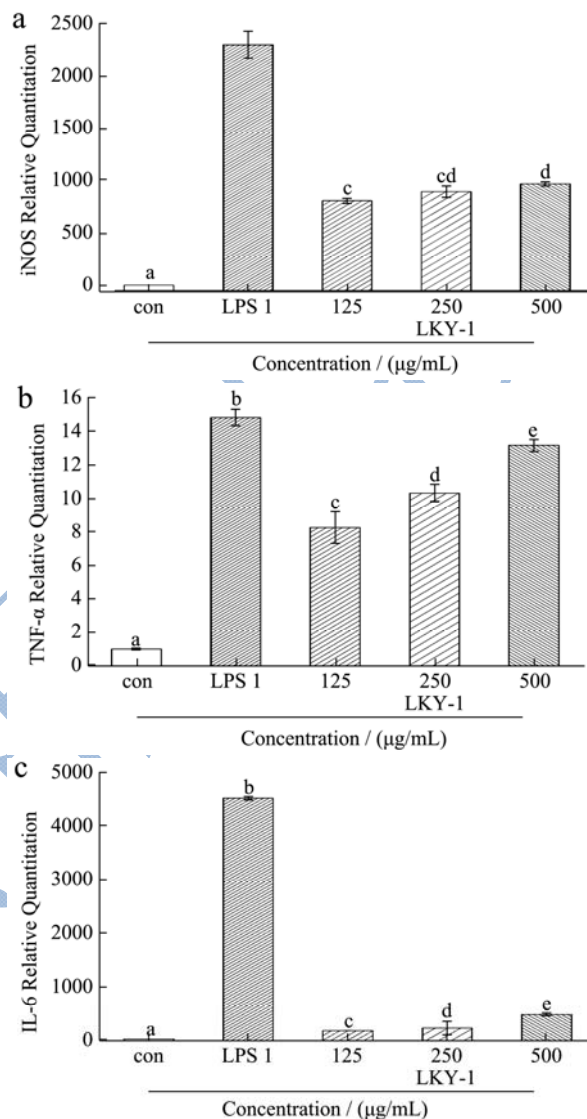 a
2500
2000
1500
1000
500
0
iNOS Relative Quantitation
a
c
cd
d
con LPS 1 125 250 500
LKY-1
Concentration / (μg/mL)
b
16
14
12
10
8
6
4
2
0
TNF-α Relative Quantitation
a
b
c
d
e
con LPS 1 125 250 500
LKY-1
Concentration / (μg/mL)
c
5000
4000
3000
2000
1000
0
IL-6 Relative Quantitation
a
b
c
d
e
con LPS 1 125 250 500
LKY-1
Concentration / (μg/mL)